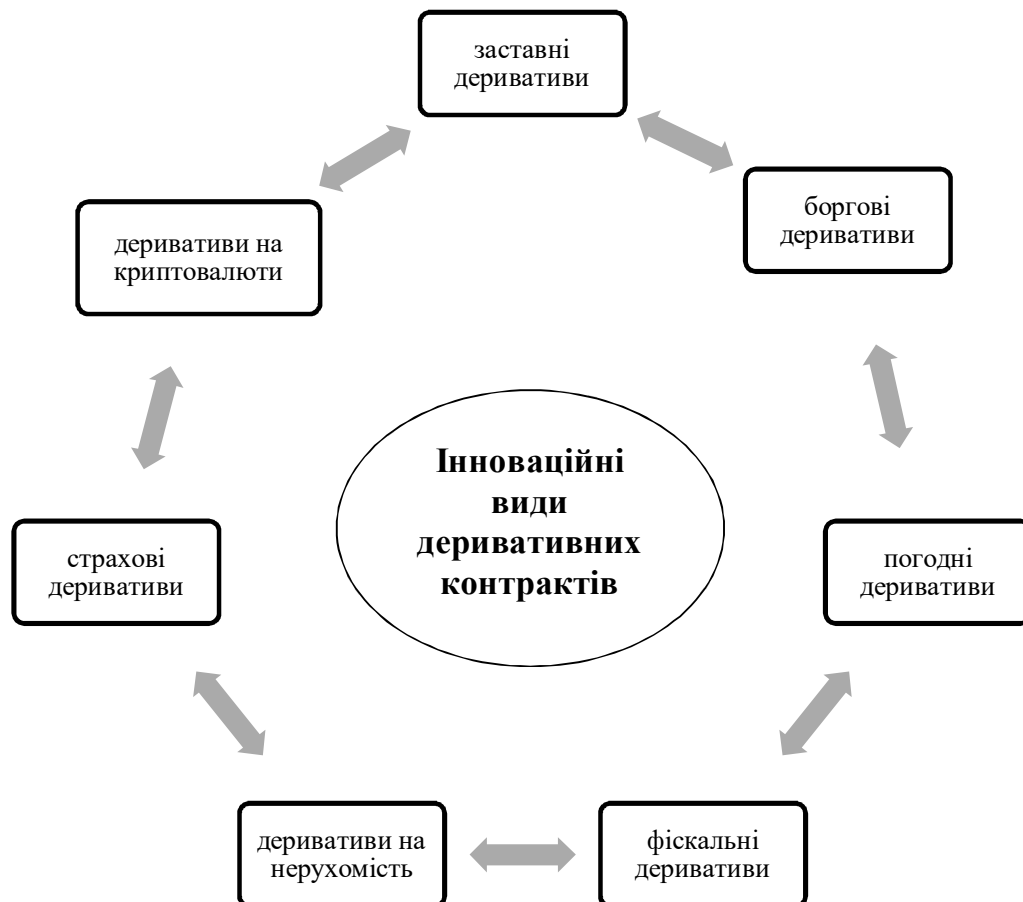 заставні
деривативи
боргові
деривативи
деривативи на
криптовалюти
Інноваційні
види
деривативних
контрактів
страхові
деривативи
погодні
деривативи
деривативи на
нерухомість
фіскальні
деривативи